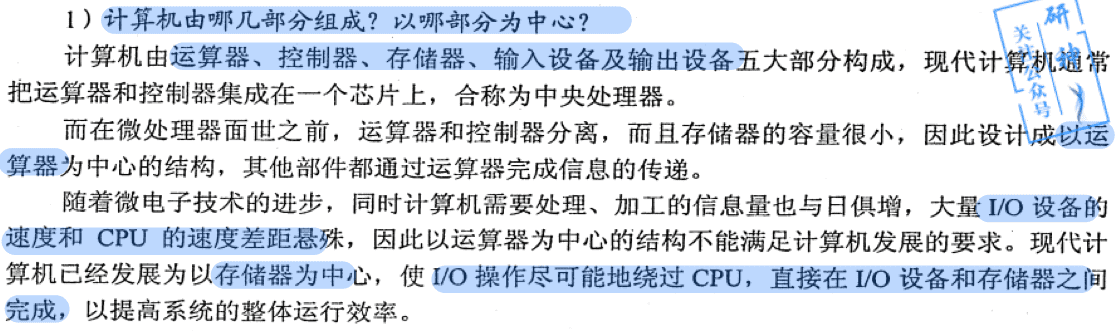 1）计算机由哪几部分组成？以哪部分为中心？
计算机由运算器、控制器、存储器、输入设备及输出设备五大部分构成，现代计算机通常
把运算器和控制器集成在一个芯片上，合称为中央处理器。
而在微处理器面世之前，运算器和控制器分离，而且存储器的容量很小，因此设计成以运
算器为中心的结构，其他部件都通过运算器完成信息的传递。
随着微电子技术的进步，同时计算机需要处理、加工的信息量也与日俱增，大量 I/O 设备的
速度和 CPU 的速度差距悬殊，因此以运算器为中心的结构不能满足计算机发展的要求。现代计
算机已经发展为以存储器为中心，使 I/O 操作尽可能地绕过 CPU，直接在 I/O 设备和存储器之间
完成，以提高系统的整体运行效率。
研
关注公众号